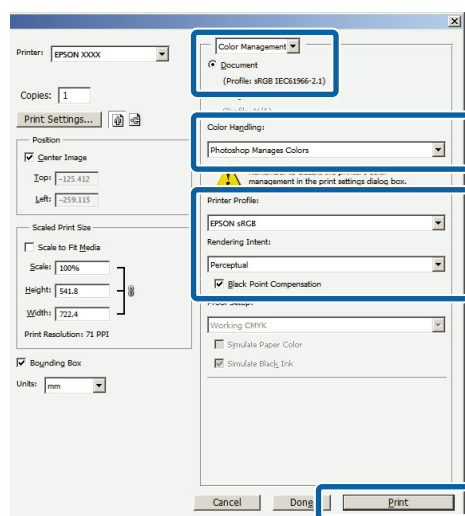 Printer: EPSON XXXX
Copies: 1
Print Settings...
Position
Center Image
Top: -125.412
Left: -259.115
Scaled Print Size
Scale to Fit Media
Scale: 100%
Height: 541.8
Width: 722.4
Print Resolution: 71 PPI
Bounding Box
Units: mm
Color Management
Document
(Profile: sRGB IEC61966-2.1)
Color Handling:
Photoshop Manages Colors
management in the print settings dialog box.
Printer Profile:
EPSON sRGB
Rendering Intent:
Perceptual
Black Point Compensation
Working CMYK
Simulate Paper Color
Simulate Black Ink
Cancel
Done
Print